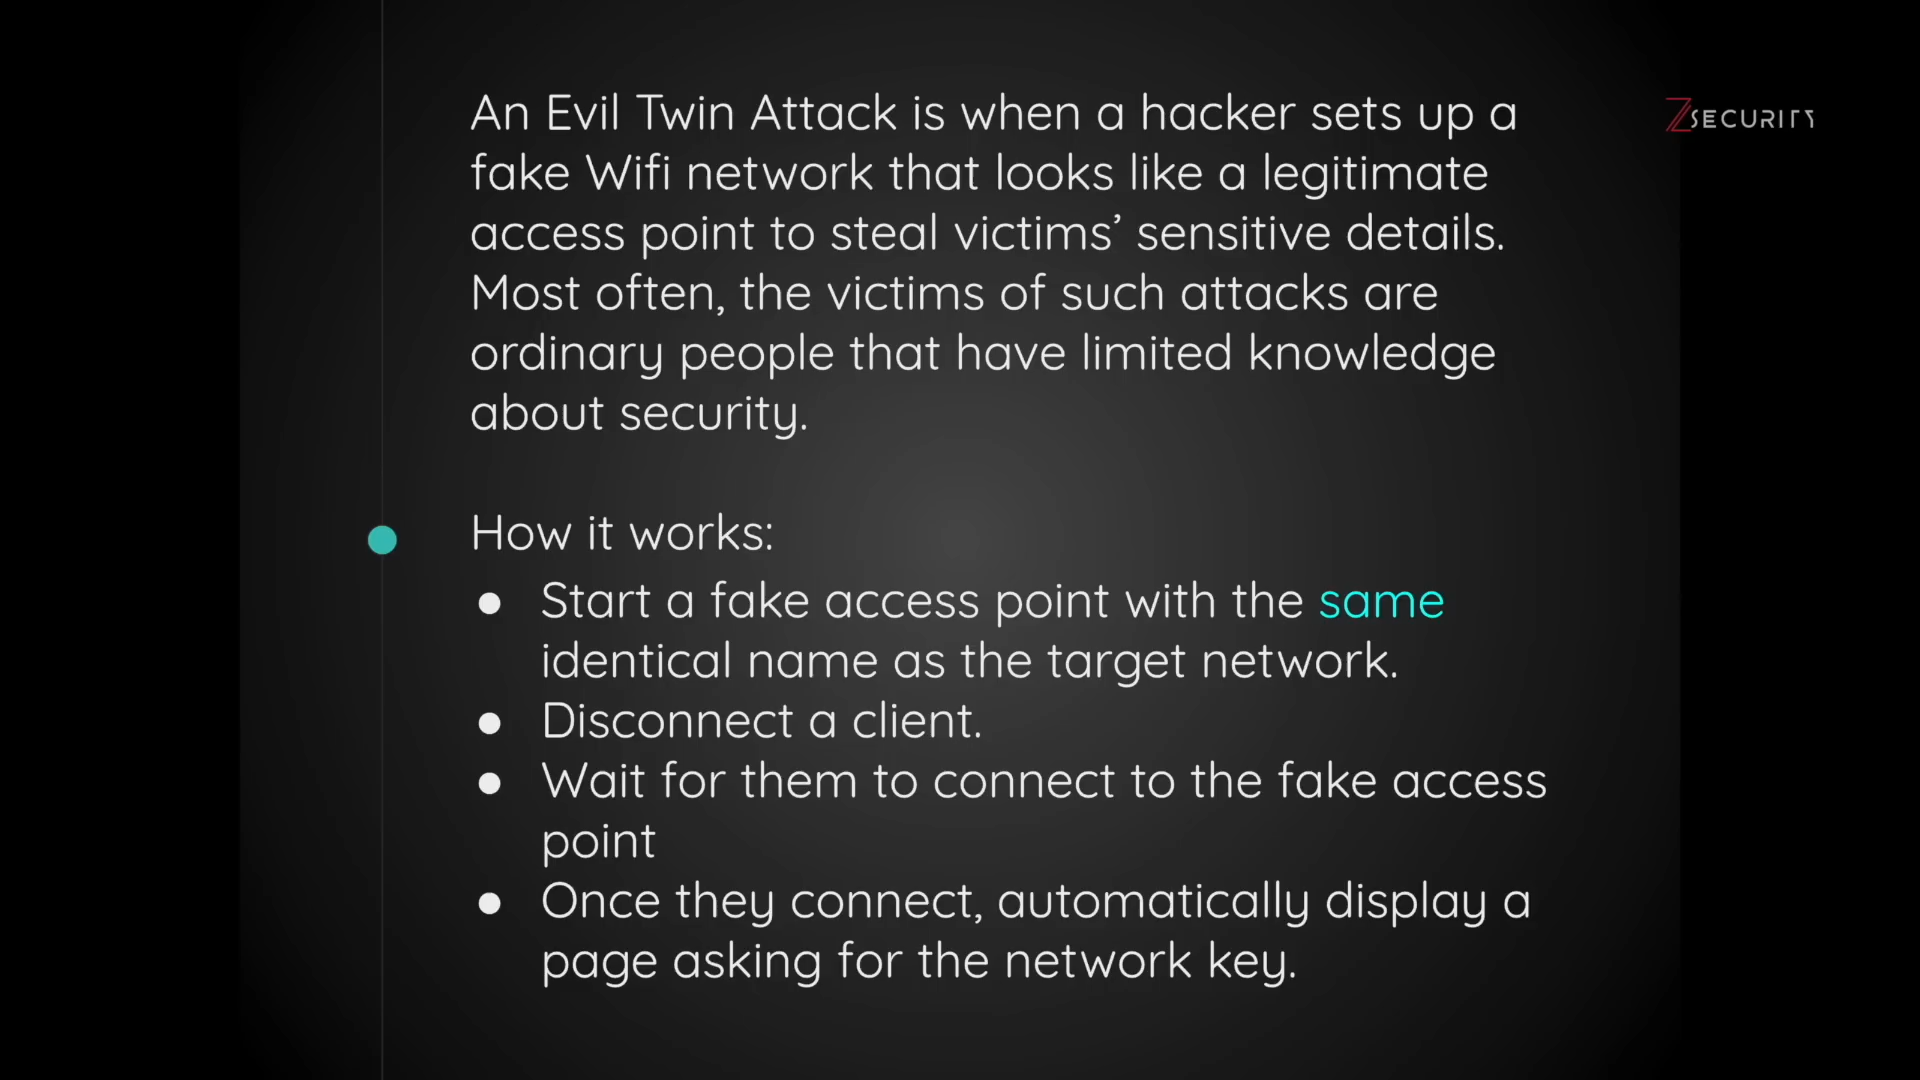 An Evil Twin Attack is when a hacker sets up a
fake Wifi network that looks like a legitimate
access point to steal victims’ sensitive details.
Most often, the victims of such attacks are
ordinary people that have limited knowledge
about security.
How it works:
● Start a fake access point with the same
identical name as the target network.
● Disconnect a client.
● Wait for them to connect to the fake access
point
● Once they connect, automatically display a
page asking for the network key.
ZSECURITY